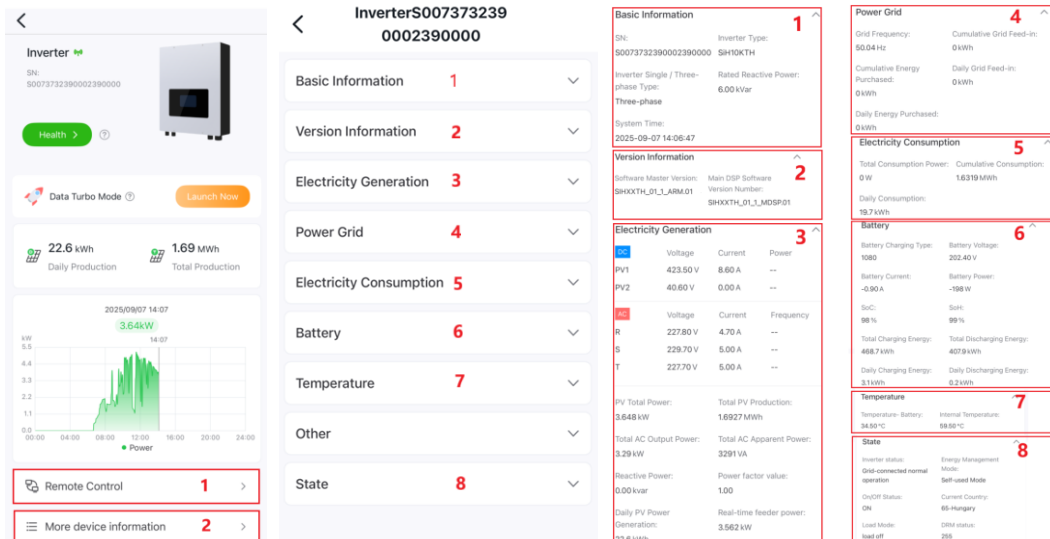 Inverter
SN:
S0073732390002390000
Health >
Data Turbo Mode
Launch Now
22.6 kWh
Daily Production
1.69 MWh
Total Production
2025/09/07 14:07
3.64kW
kW
14:07
5.5
4.4
3.3
2.2
1.1
0.0
00:00 04:00 08:00 12:00 16:00 20:00 24:00
Power
Remote Control 1
More device information 2
InverterS007373239
0002390000
Basic Information 1
Version Information 2
Electricity Generation 3
Power Grid 4
Electricity Consumption 5
Battery 6
Temperature 7
Other
State 8
Basic Information 1
SN: Inverter Type:
S0073732390002390000 SIH10KTH
Inverter Single / Three- Rated Reactive Power:
phase Type: 6.00 kVar
Three-phase
System Time:
2025-09-07 14:06:47
Version Information 2
Software Master Version: Main DSP Software
SIHXXTH_01_1_ARM.01 Version Number:
SIHXXTH_01_1_MDSP.01
Electricity Generation 3
DC Voltage Current Power
PV1 423.50 V 8.60 A --
PV2 40.60 V 0.00 A --
AC Voltage Current Frequency
R 227.80 V 4.70 A --
S 229.70 V 5.00 A --
T 227.70 V 5.00 A --
PV Total Power: Total PV Production:
3.648 kW 1.6927 MWh
Total AC Output Power: Total AC Apparent Power:
3.29 kW 3291 VA
Reactive Power: Power factor value:
0.00 kvar 1.00
Daily PV Power Real-time feeder power:
Generation: 3.562 kW
22.6 kWh
Power Grid 4
Grid Frequency: Cumulative Grid Feed-in:
50.04 Hz 0 kWh
Cumulative Energy Daily Grid Feed-in:
Purchased: 0 kWh
0 kWh
Daily Energy Purchased:
0 kWh
Electricity Consumption 5
Total Consumption Power: Cumulative Consumption:
0 W 1.6319 MWh
Daily Consumption:
19.7 kWh
Battery 6
Battery Charging Type: Battery Voltage:
1080 202.40 V
Battery Current: Battery Power:
-0.90 A -198 W
SoC: SoH:
98 % 99 %
Total Charging Energy: Total Discharging Energy:
468.7 kWh 407.9 kWh
Daily Charging Energy: Daily Discharging Energy:
3.1 kWh 0.2 kWh
Temperature 7
Temperature- Battery: Internal Temperature:
34.50 °C 59.50 °C
State 8
Inverter status: Energy Management
Grid-connected normal Mode:
operation Self-used Mode
On/Off Status: Current Country:
ON 65-Hungary
Load Mode: DRM status:
load off 255